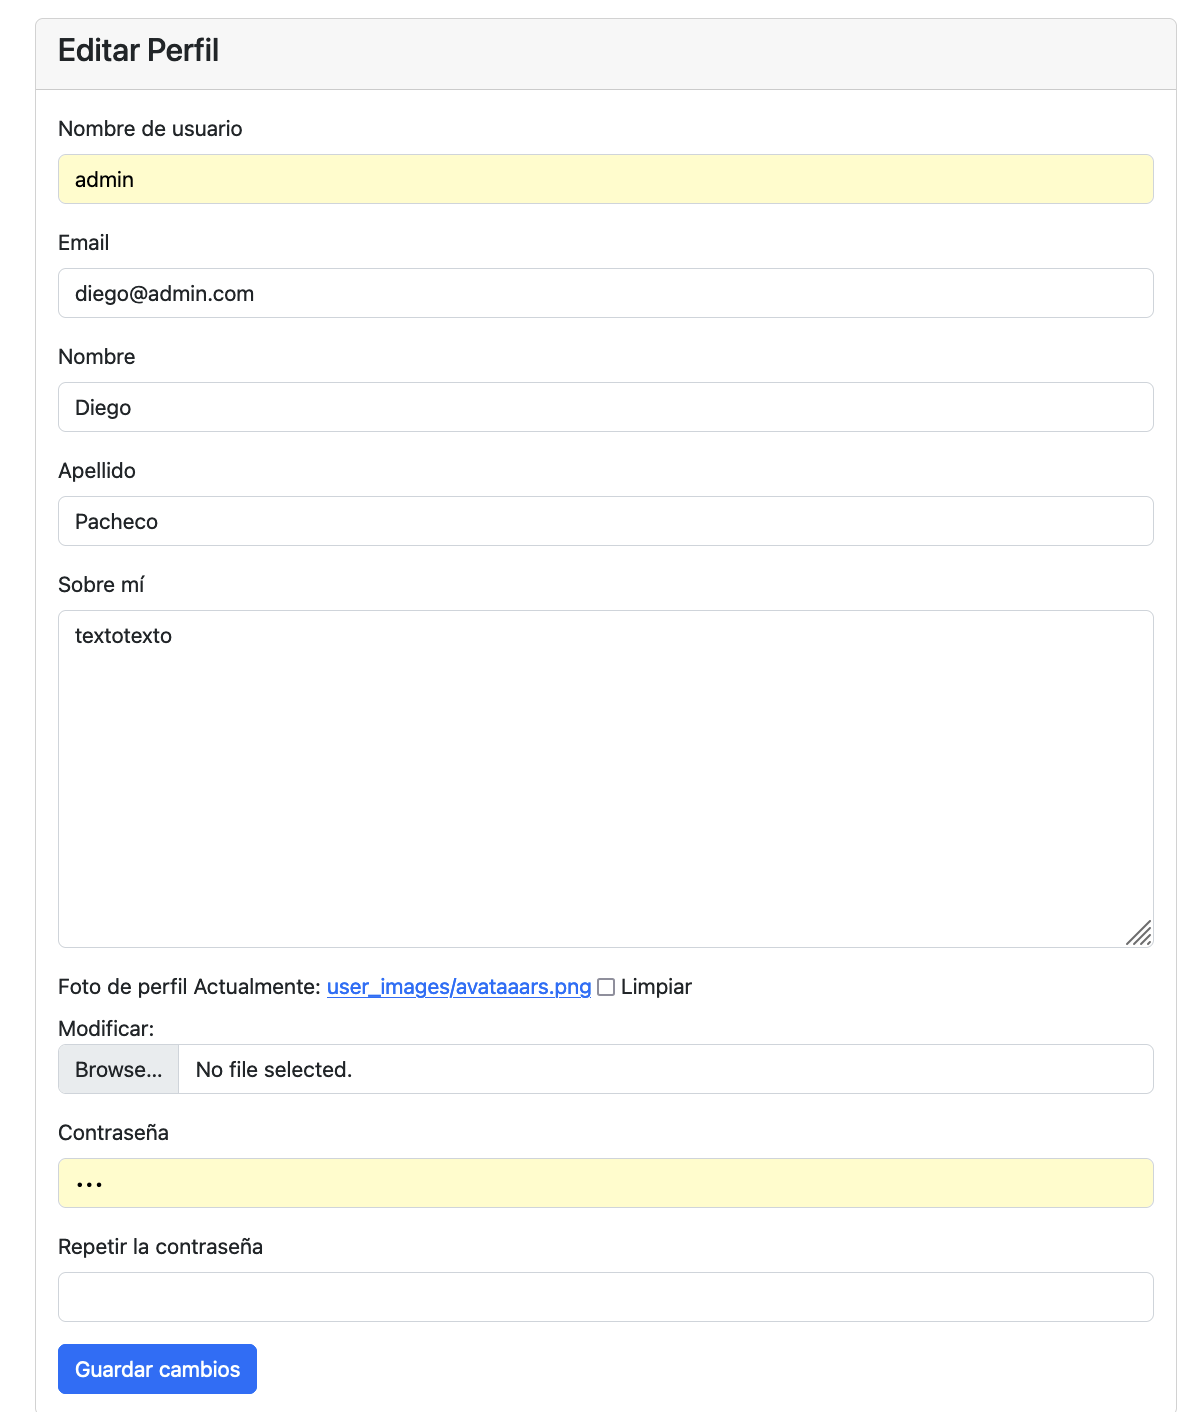 Editar Perfil
Nombre de usuario
admin
Email
diego@admin.com
Nombre
Diego
Apellido
Pacheco
Sobre mí
textotexto
Foto de perfil Actualmente: user_images/avataaars.png Limpiar
Modificar:
Browse... No file selected.
Contraseña
•••
Repetir la contraseña
Guardar cambios